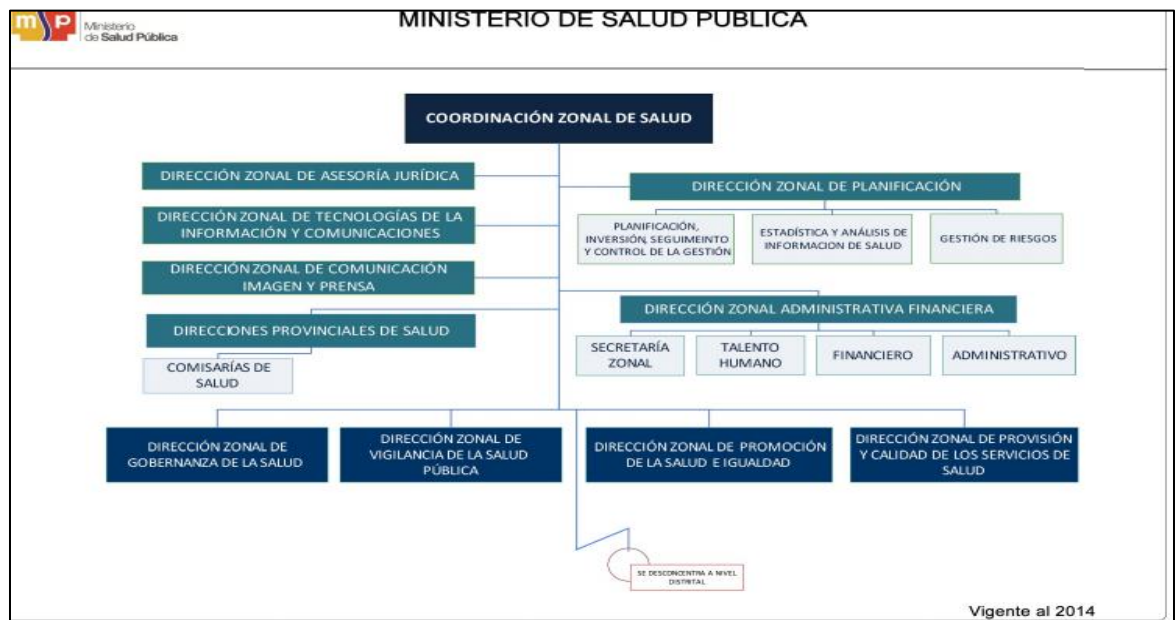 MINISTERIO DE SALUD PÚBLICA
msp
Ministerio
de Salud Pública
COORDINACIÓN ZONAL DE SALUD
DIRECCIÓN ZONAL DE ASESORÍA JURÍDICA
DIRECCIÓN ZONAL DE PLANIFICACIÓN
DIRECCIÓN ZONAL DE TECNOLOGÍAS DE LA
INFORMACIÓN Y COMUNICACIONES
PLANIFICACIÓN,
INVERSIÓN, SEGUIMEINTO
Y CONTROL DE LA GESTIÓN
ESTADÍSTICA Y ANÁLISIS DE
INFORMACION DE SALUD
GESTIÓN DE RIESGOS
DIRECCIÓN ZONAL DE COMUNICACIÓN
IMAGEN Y PRENSA
DIRECCIÓN ZONAL ADMINISTRATIVA FINANCIERA
DIRECCIONES PROVINCIALES DE SALUD
SECRETARÍA
ZONAL
TALENTO
HUMANO
FINANCIERO
ADMINISTRATIVO
COMISARÍAS DE
SALUD
DIRECCIÓN ZONAL DE
GOBERNANZA DE LA SALUD
DIRECCIÓN ZONAL DE
VIGILANCIA DE LA SALUD
PÚBLICA
DIRECCIÓN ZONAL DE PROMOCIÓN
DE LA SALUD E IGUALDAD
DIRECCIÓN ZONAL DE PROVISIÓN
Y CALIDAD DE LOS SERVICIOS DE
SALUD
SE DESCONCENTRA A NIVEL
DISTRITAL
Vigente al 2014